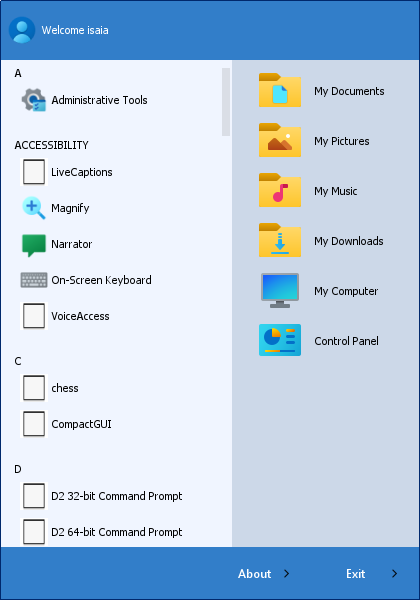 Welcome isaia
A
Administrative Tools
ACCESSIBILITY
LiveCaptions
Magnify
Narrator
On-Screen Keyboard
VoiceAccess
C
chess
CompactGUI
D
D2 32-bit Command Prompt
D2 64-bit Command Prompt
My Documents
My Pictures
My Music
My Downloads
My Computer
Control Panel
About
Exit